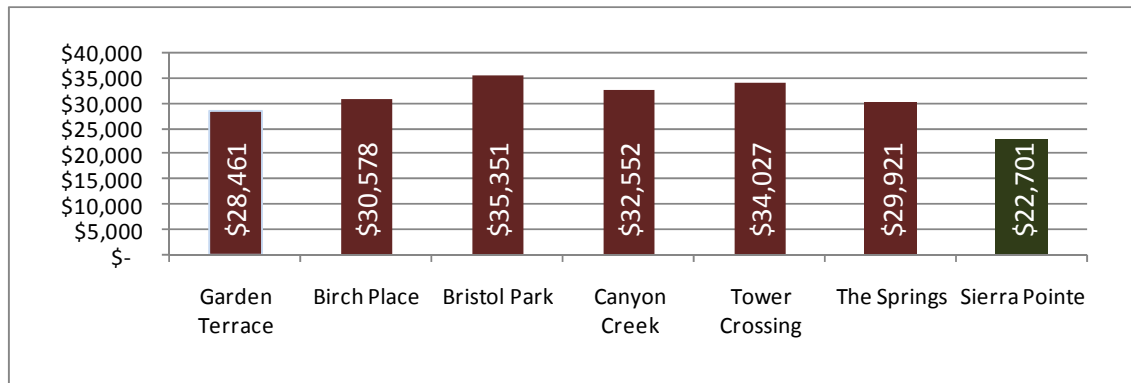 $40,000
$35,000
$30,000
$25,000
$20,000
$15,000
$10,000
$5,000
$-
$28,461
$30,578
$35,351
$32,552
$34,027
$29,921
$22,701
Garden
Terrace
Birch Place
Bristol Park
Canyon
Creek
Tower
Crossing
The Springs
Sierra Pointe